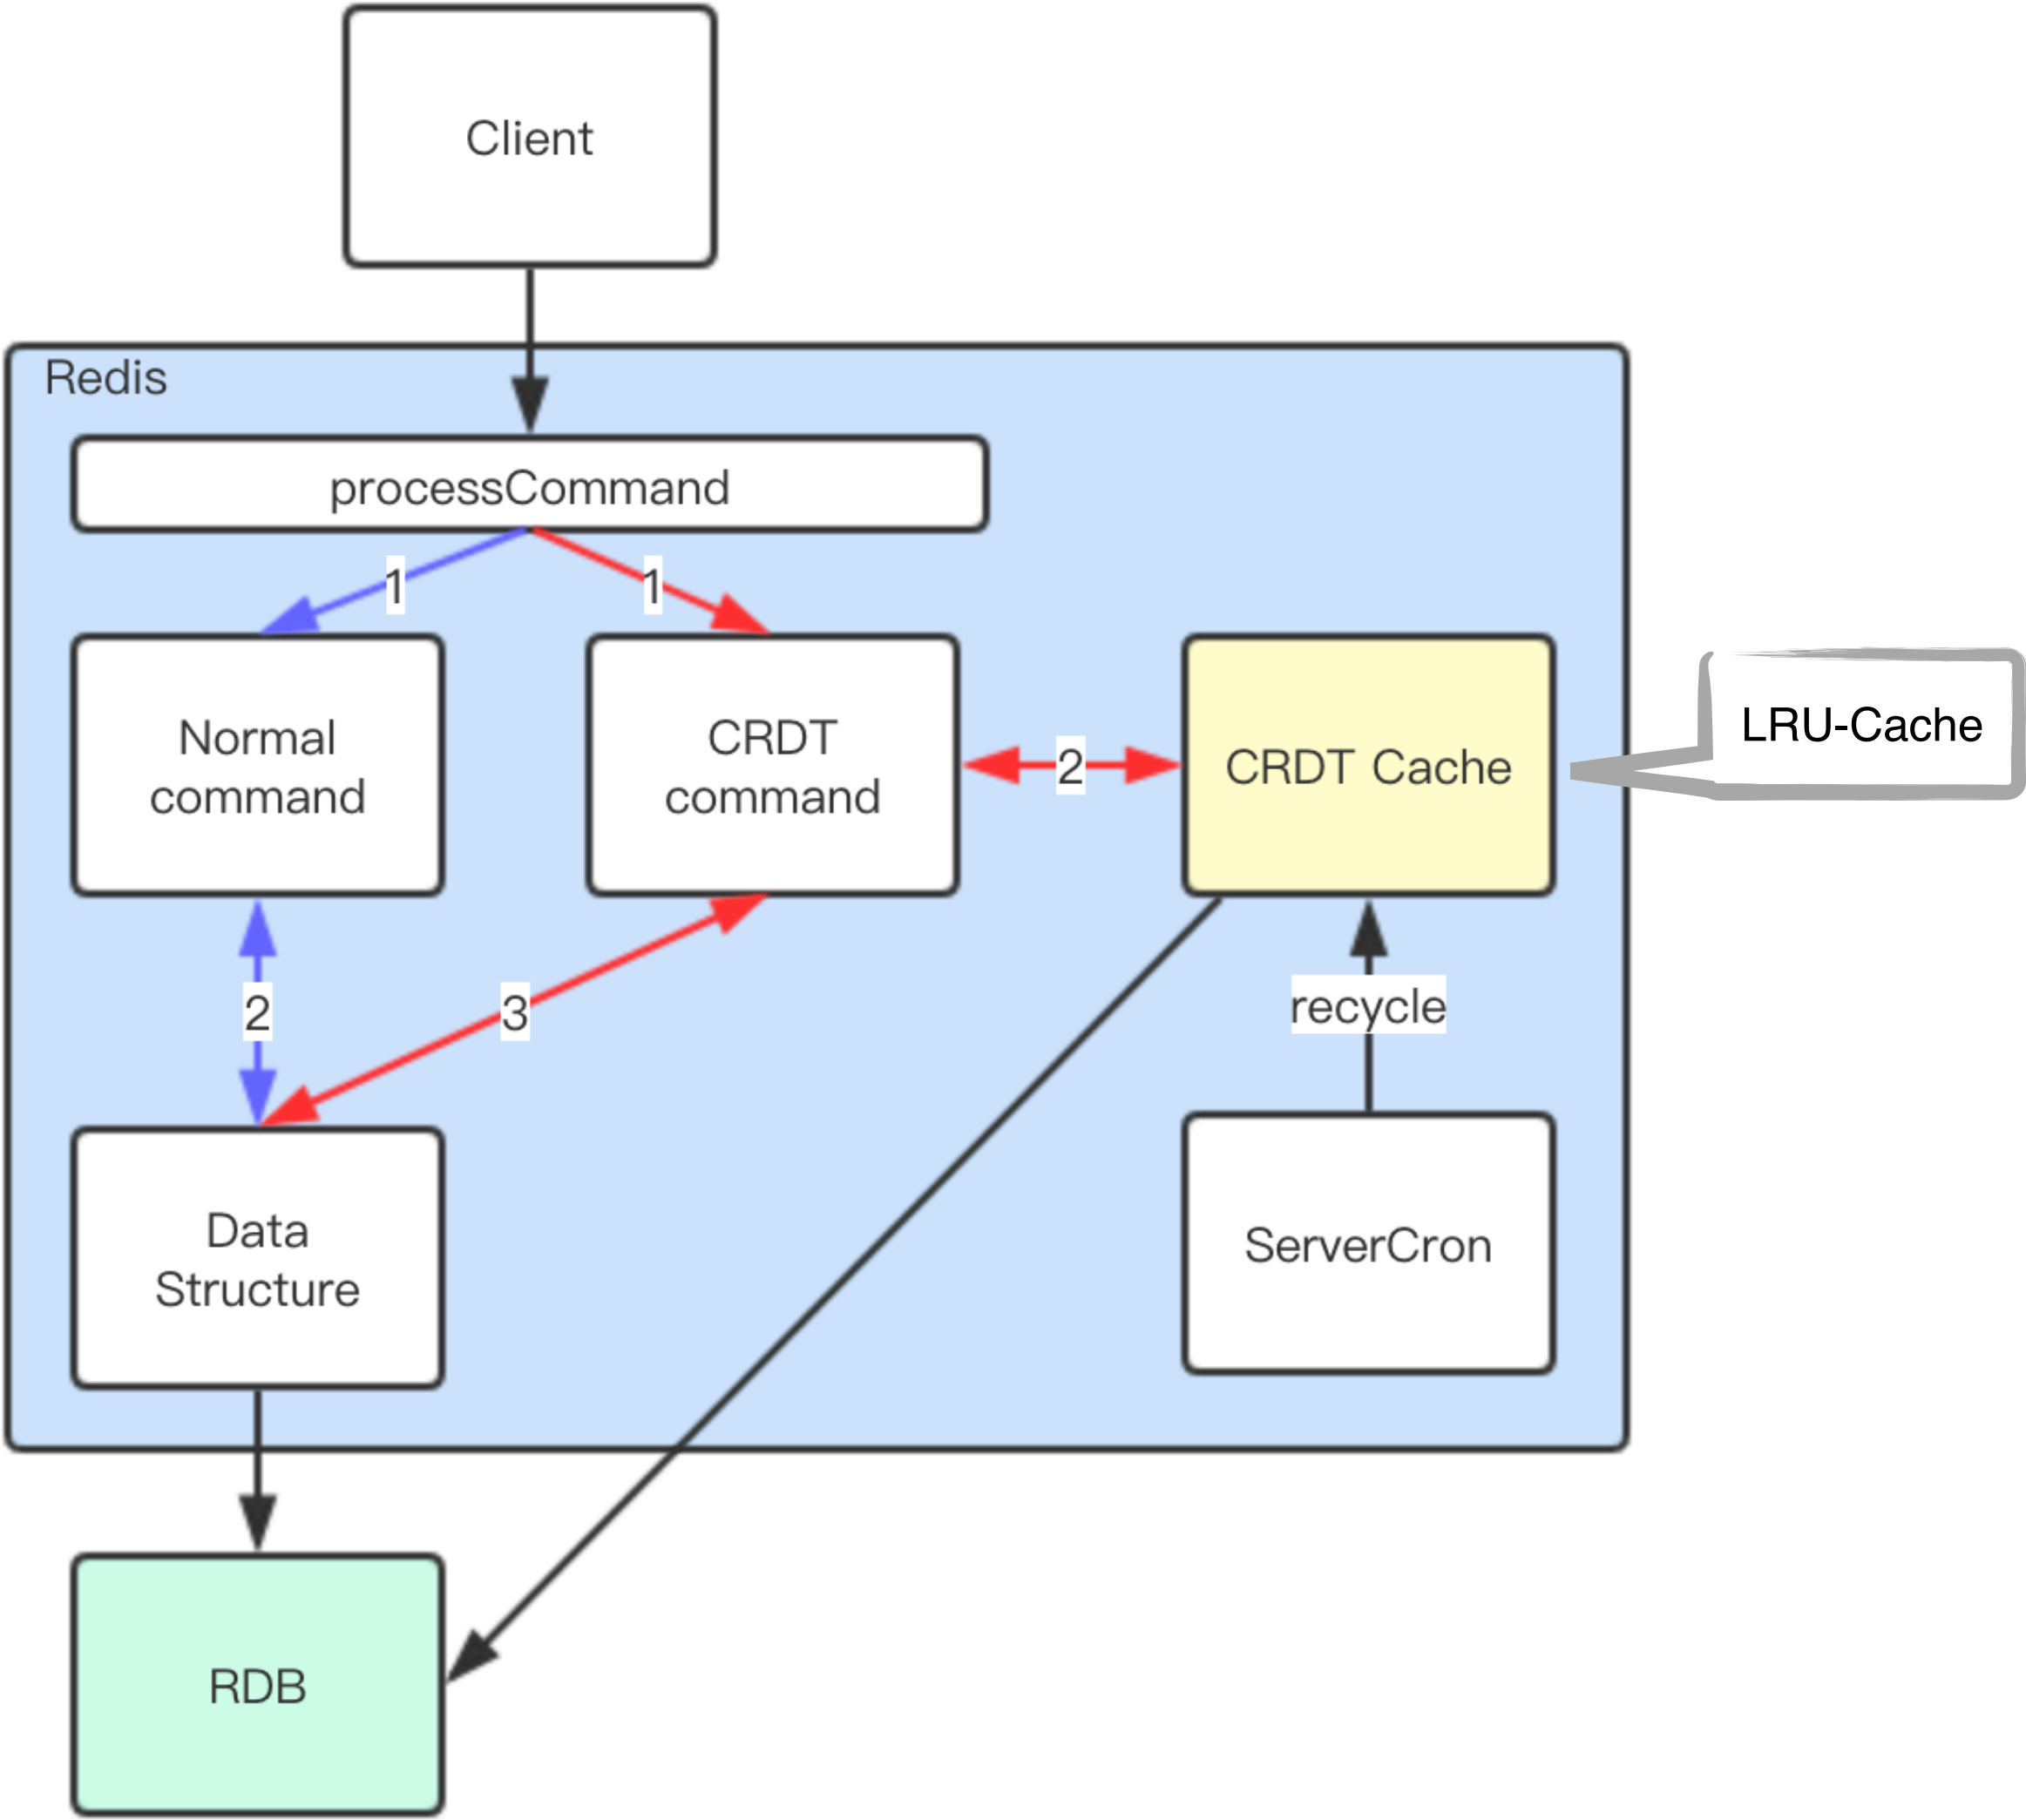 Client
Redis
processCommand
1
1
Normal
command
CRDT
command
2
CRDT Cache
LRU-Cache
2
3
recycle
Data
Structure
ServerCron
RDB